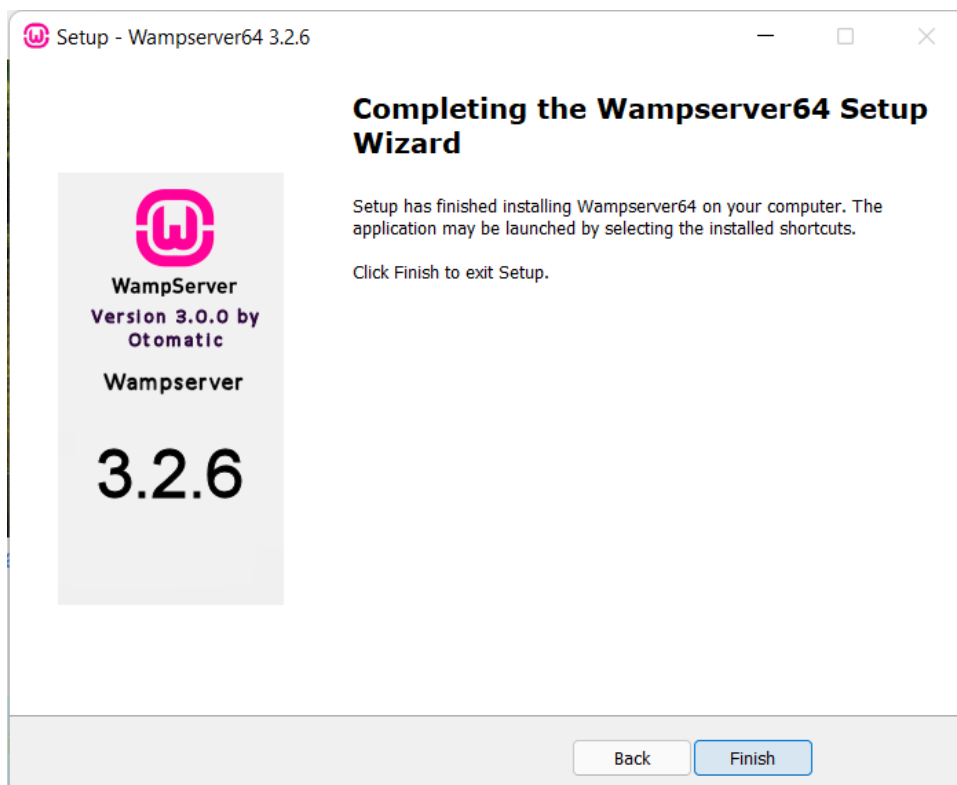 Setup - Wampserver64 3.2.6
Completing the Wampserver64 Setup
Wizard
Setup has finished installing Wampserver64 on your computer. The
application may be launched by selecting the installed shortcuts.
Click Finish to exit Setup.
WampServer
Version 3.0.0 by
Otomatic
Wampserver
3.2.6
Back
Finish